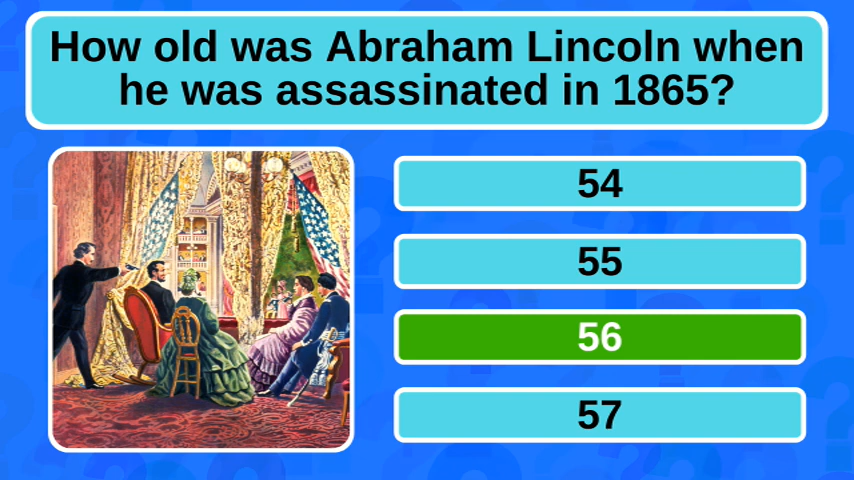 How old was Abraham Lincoln when
he was assassinated in 1865?
54
55
56
57